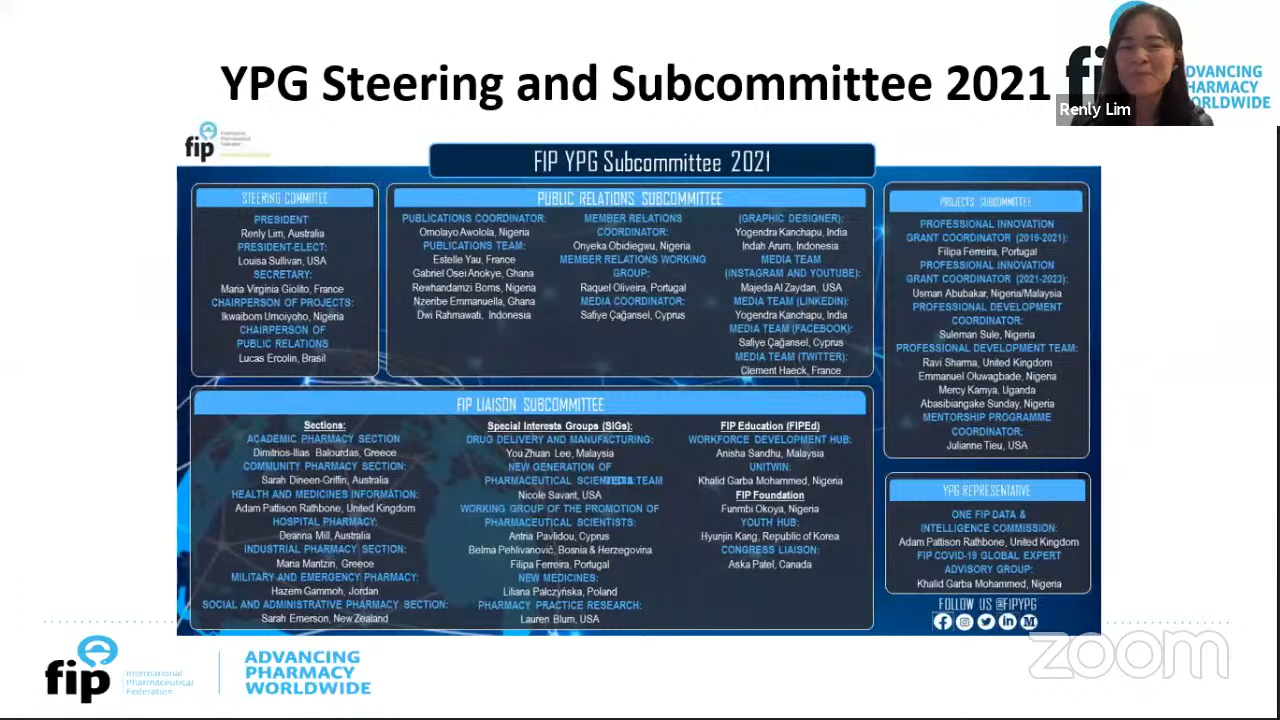 YPG Steering and Subcommittee 2021
fip
ADVANCING
PHARMACY
WORLDWIDE
Renly Lim
fip
FIP YPG Subcommittee 2021
STEERING COMMITTEE
PRESIDENT
Renly Lim, Australia
PRESIDENT-ELECT:
Louisa Sullivan, USA
SECRETARY:
Maria Virginia Giolito, France
CHAIRPERSON OF PROJECTS:
Ikwaibom Umoiyoho, Nigeria
CHAIRPERSON OF
PUBLIC RELATIONS
Lucas Ercolin, Brasil
PUBLIC RELATIONS SUBCOMMITTEE
PUBLICATIONS COORDINATOR:
Omolayo Awolola, Nigeria
PUBLICATIONS TEAM:
Estelle Yau, France
Gabriel Osei Anokye, Ghana
Rewhandamzi Boms, Nigeria
Nzeribe Emmanuella, Ghana
Dwi Rahmawati, Indonesia
MEMBER RELATIONS
COORDINATOR:
Onyeka Obidiegwu, Nigeria
MEMBER RELATIONS WORKING
GROUP:
Raquel Oliveira, Portugal
MEDIA COORDINATOR:
Safiye Çağansel, Cyprus
(GRAPHIC DESIGNER):
Yogendra Kanchapu, India
Indah Arum, Indonesia
MEDIA TEAM
(INSTAGRAM AND YOUTUBE):
Majeda Al Zaydan, USA
MEDIA TEAM (LINKEDIN):
Yogendra Kanchapu, India
MEDIA TEAM (FACEBOOK):
Safiye Çağansel, Cyprus
MEDIA TEAM (TWITTER):
Clement Haeck, France
PROJECTS SUBCOMMITTEE
PROFESSIONAL INNOVATION
GRANT COORDINATOR (2019-2021):
Filipa Ferreira, Portugal
PROFESSIONAL INNOVATION
GRANT COORDINATOR (2021-2023):
Usman Abubakar, Nigeria/Malaysia
PROFESSIONAL DEVELOPMENT
COORDINATOR:
Suleman Sule, Nigeria
PROFESSIONAL DEVELOPMENT TEAM:
Ravi Sharma, United Kingdom
Emmanuel Oluwagbade, Nigeria
Mercy Kamya, Uganda
Abasibiangake Sunday, Nigeria
MENTORSHIP PROGRAMME
COORDINATOR:
Julianne Tieu, USA
FIP LIAISON SUBCOMMITTEE
Sections:
ACADEMIC PHARMACY SECTION
Dimitrios-Ilias Balourdas, Greece
COMMUNITY PHARMACY SECTION:
Sarah Dineen-Griffin, Australia
HEALTH AND MEDICINES INFORMATION:
Adam Pattison Rathbone, United Kingdom
HOSPITAL PHARMACY:
Deanna Mill, Australia
INDUSTRIAL PHARMACY SECTION:
Maria Mantziri, Greece
MILITARY AND EMERGENCY PHARMACY:
Hazem Gammoh, Jordan
SOCIAL AND ADMINISTRATIVE PHARMACY SECTION:
Sarah Emerson, New Zealand
Special Interests Groups (SIGs):
DRUG DELIVERY AND MANUFACTURING:
You Zhuan Lee, Malaysia
NEW GENERATION OF
PHARMACEUTICAL TEAM
Nicole Savant, USA
WORKING GROUP OF THE PROMOTION OF
PHARMACEUTICAL SCIENTISTS:
Antria Pavlidou, Cyprus
Belma Pehlivanović, Bosnia & Herzegovina
Filipa Ferreira, Portugal
NEW MEDICINES:
Liliana Pałczyńska, Poland
PHARMACY PRACTICE RESEARCH:
Lauren Blum, USA
FIP Education (FIPEd)
WORKFORCE DEVELOPMENT HUB:
Anisha Sandhu, Malaysia
UNITWIN:
Khalid Garba Mohammed, Nigeria
FIP Foundation
Funmbi Okoya, Nigeria
YOUTH HUB:
Hyunjin Kang, Republic of Korea
CONGRESS LIAISON:
Aska Patel, Canada
YPG REPRESENTATIVE
ONE FIP DATA &
INTELLIGENCE COMMISSION:
Adam Pattison Rathbone, United Kingdom
FIP COVID-19 GLOBAL EXPERT
ADVISORY GROUP:
Khalid Garba Mohammed, Nigeria
FOLLOW US @FIPYPG
zoom
fip
International
Pharmaceutical
Federation
ADVANCING
PHARMACY
WORLDWIDE